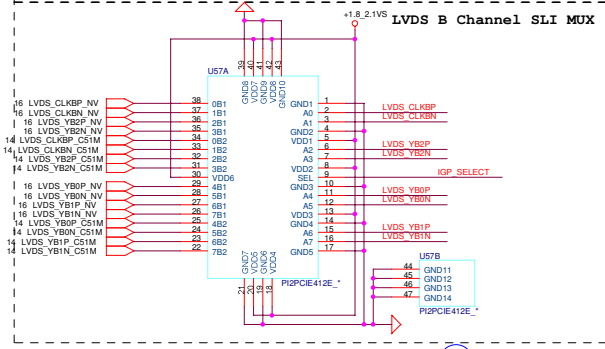 +1.8_2.1VS LVDS B Channel SLI MUX
U57A
39 40 41 42 43
GND8 VDD7 GND9 VDD8 GND10
16 LVDS_CLKBP_NV 38 0B1 GND1 1
16 LVDS_CLKBN_NV 37 1B1 A0 2 LVDS_CLKBP
16 LVDS_YB2P_NV 36 2B1 A1 3 LVDS_CLKBN
16 LVDS_YB2N_NV 35 3B1 GND2 4
14 LVDS_CLKBP_C51M 34 0B2 VDD1 5
14 LVDS_CLKBN_C51M 33 1B2 A2 6 LVDS_YB2P
14 LVDS_YB2P_C51M 32 2B2 A3 7 LVDS_YB2N
14 LVDS_YB2N_C51M 31 3B2 VDD2 8
30 VDD6 SEL 9 IGP_SELECT
16 LVDS_YB0P_NV 29 4B1 GND3 10
16 LVDS_YB0N_NV 28 5B1 A4 11 LVDS_YB0P
16 LVDS_YB1P_NV 27 6B1 A5 12 LVDS_YB0N
16 LVDS_YB1N_NV 26 7B1 VDD3 13
14 LVDS_YB0P_C51M 25 4B2 GND4 14
14 LVDS_YB0N_C51M 24 5B2 A6 15 LVDS_YB1P
14 LVDS_YB1P_C51M 23 6B2 A7 16 LVDS_YB1N
14 LVDS_YB1N_C51M 22 7B2 GND5 17
GND7 VDD5 GND6 VDD4
21 20 19 18
PI2PCIE412E_*
U57B
44 GND11
45 GND12
46 GND13
47 GND14
PI2PCIE412E_*